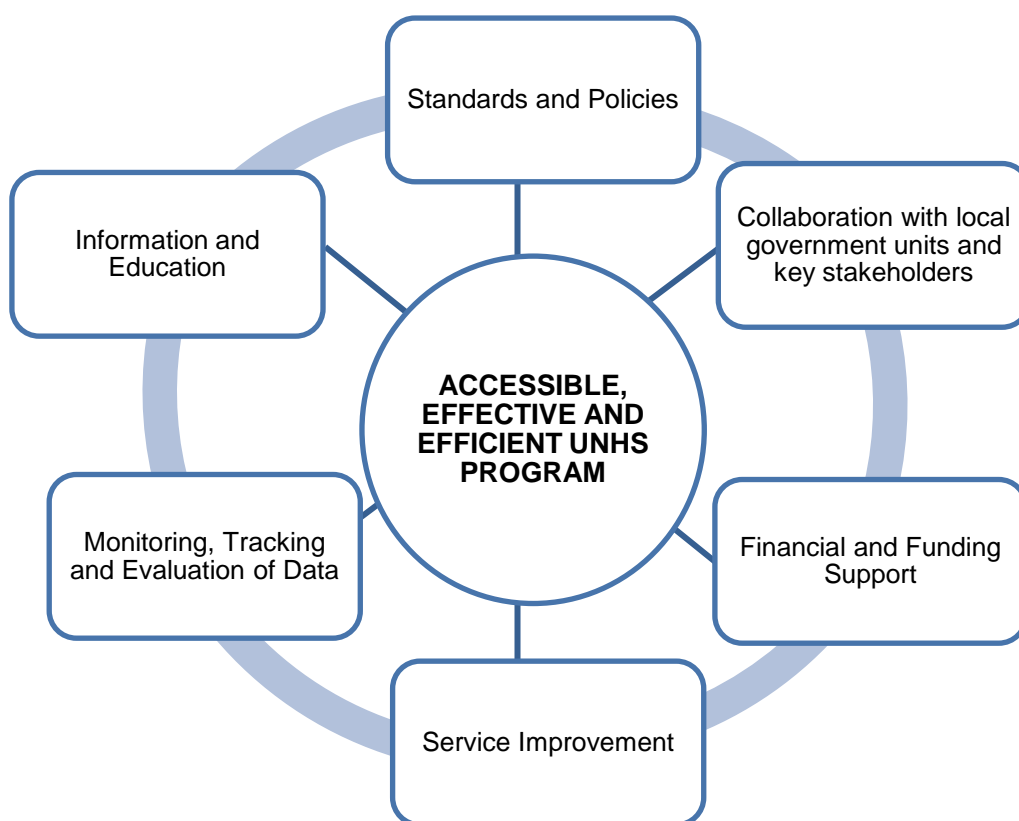 Standards and Policies
Collaboration with local
government units and
key stakeholders
Information and
Education
ACCESSIBLE,
EFFECTIVE AND
EFFICIENT UNHS
PROGRAM
Financial and Funding
Support
Monitoring, Tracking
and Evaluation of Data
Service Improvement